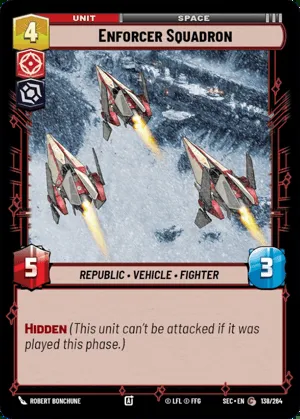 UNIT
SPACE
4
ENFORCER SQUADRON
5
REPUBLIC • VEHICLE • FIGHTER
3
HIDDEN (This unit can't be attacked if it was
played this phase.)
ROBERT BONCHUNE
© LFL © FFG
SEC • EN
C
138/264